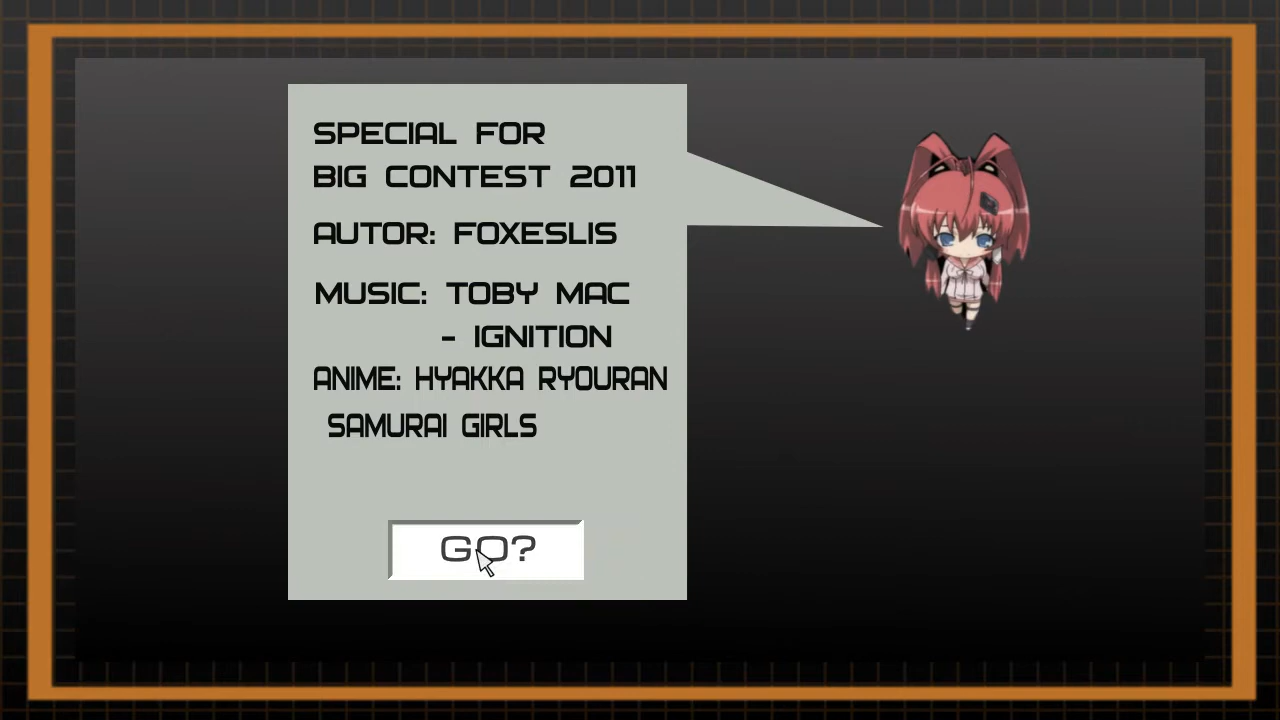 SPECIAL FOR
BIG CONTEST 2011
AUTOR: FOXESLIS
MUSIC: TOBY MAC
- IGNITION
ANIME: HYAKKA RYOURAN
SAMURAI GIRLS
GO?